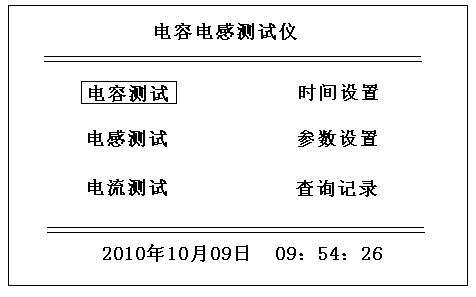 电容电感测试仪
电容测试 时间设置
电感测试 参数设置
电流测试 查询记录
2010年10月09日 09：54：26